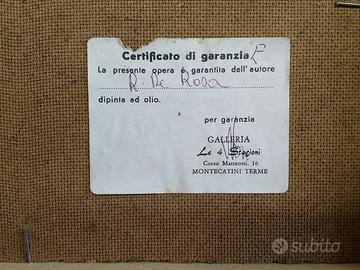 Certificato di garanzia
La presente opera è garantita dell'autore
R. De Rosa
dipinta ad olio.
per garanzia
GALLERIA
Le 4 Stagioni
Corso Matteotti, 16
MONTECATINI TERME
subito